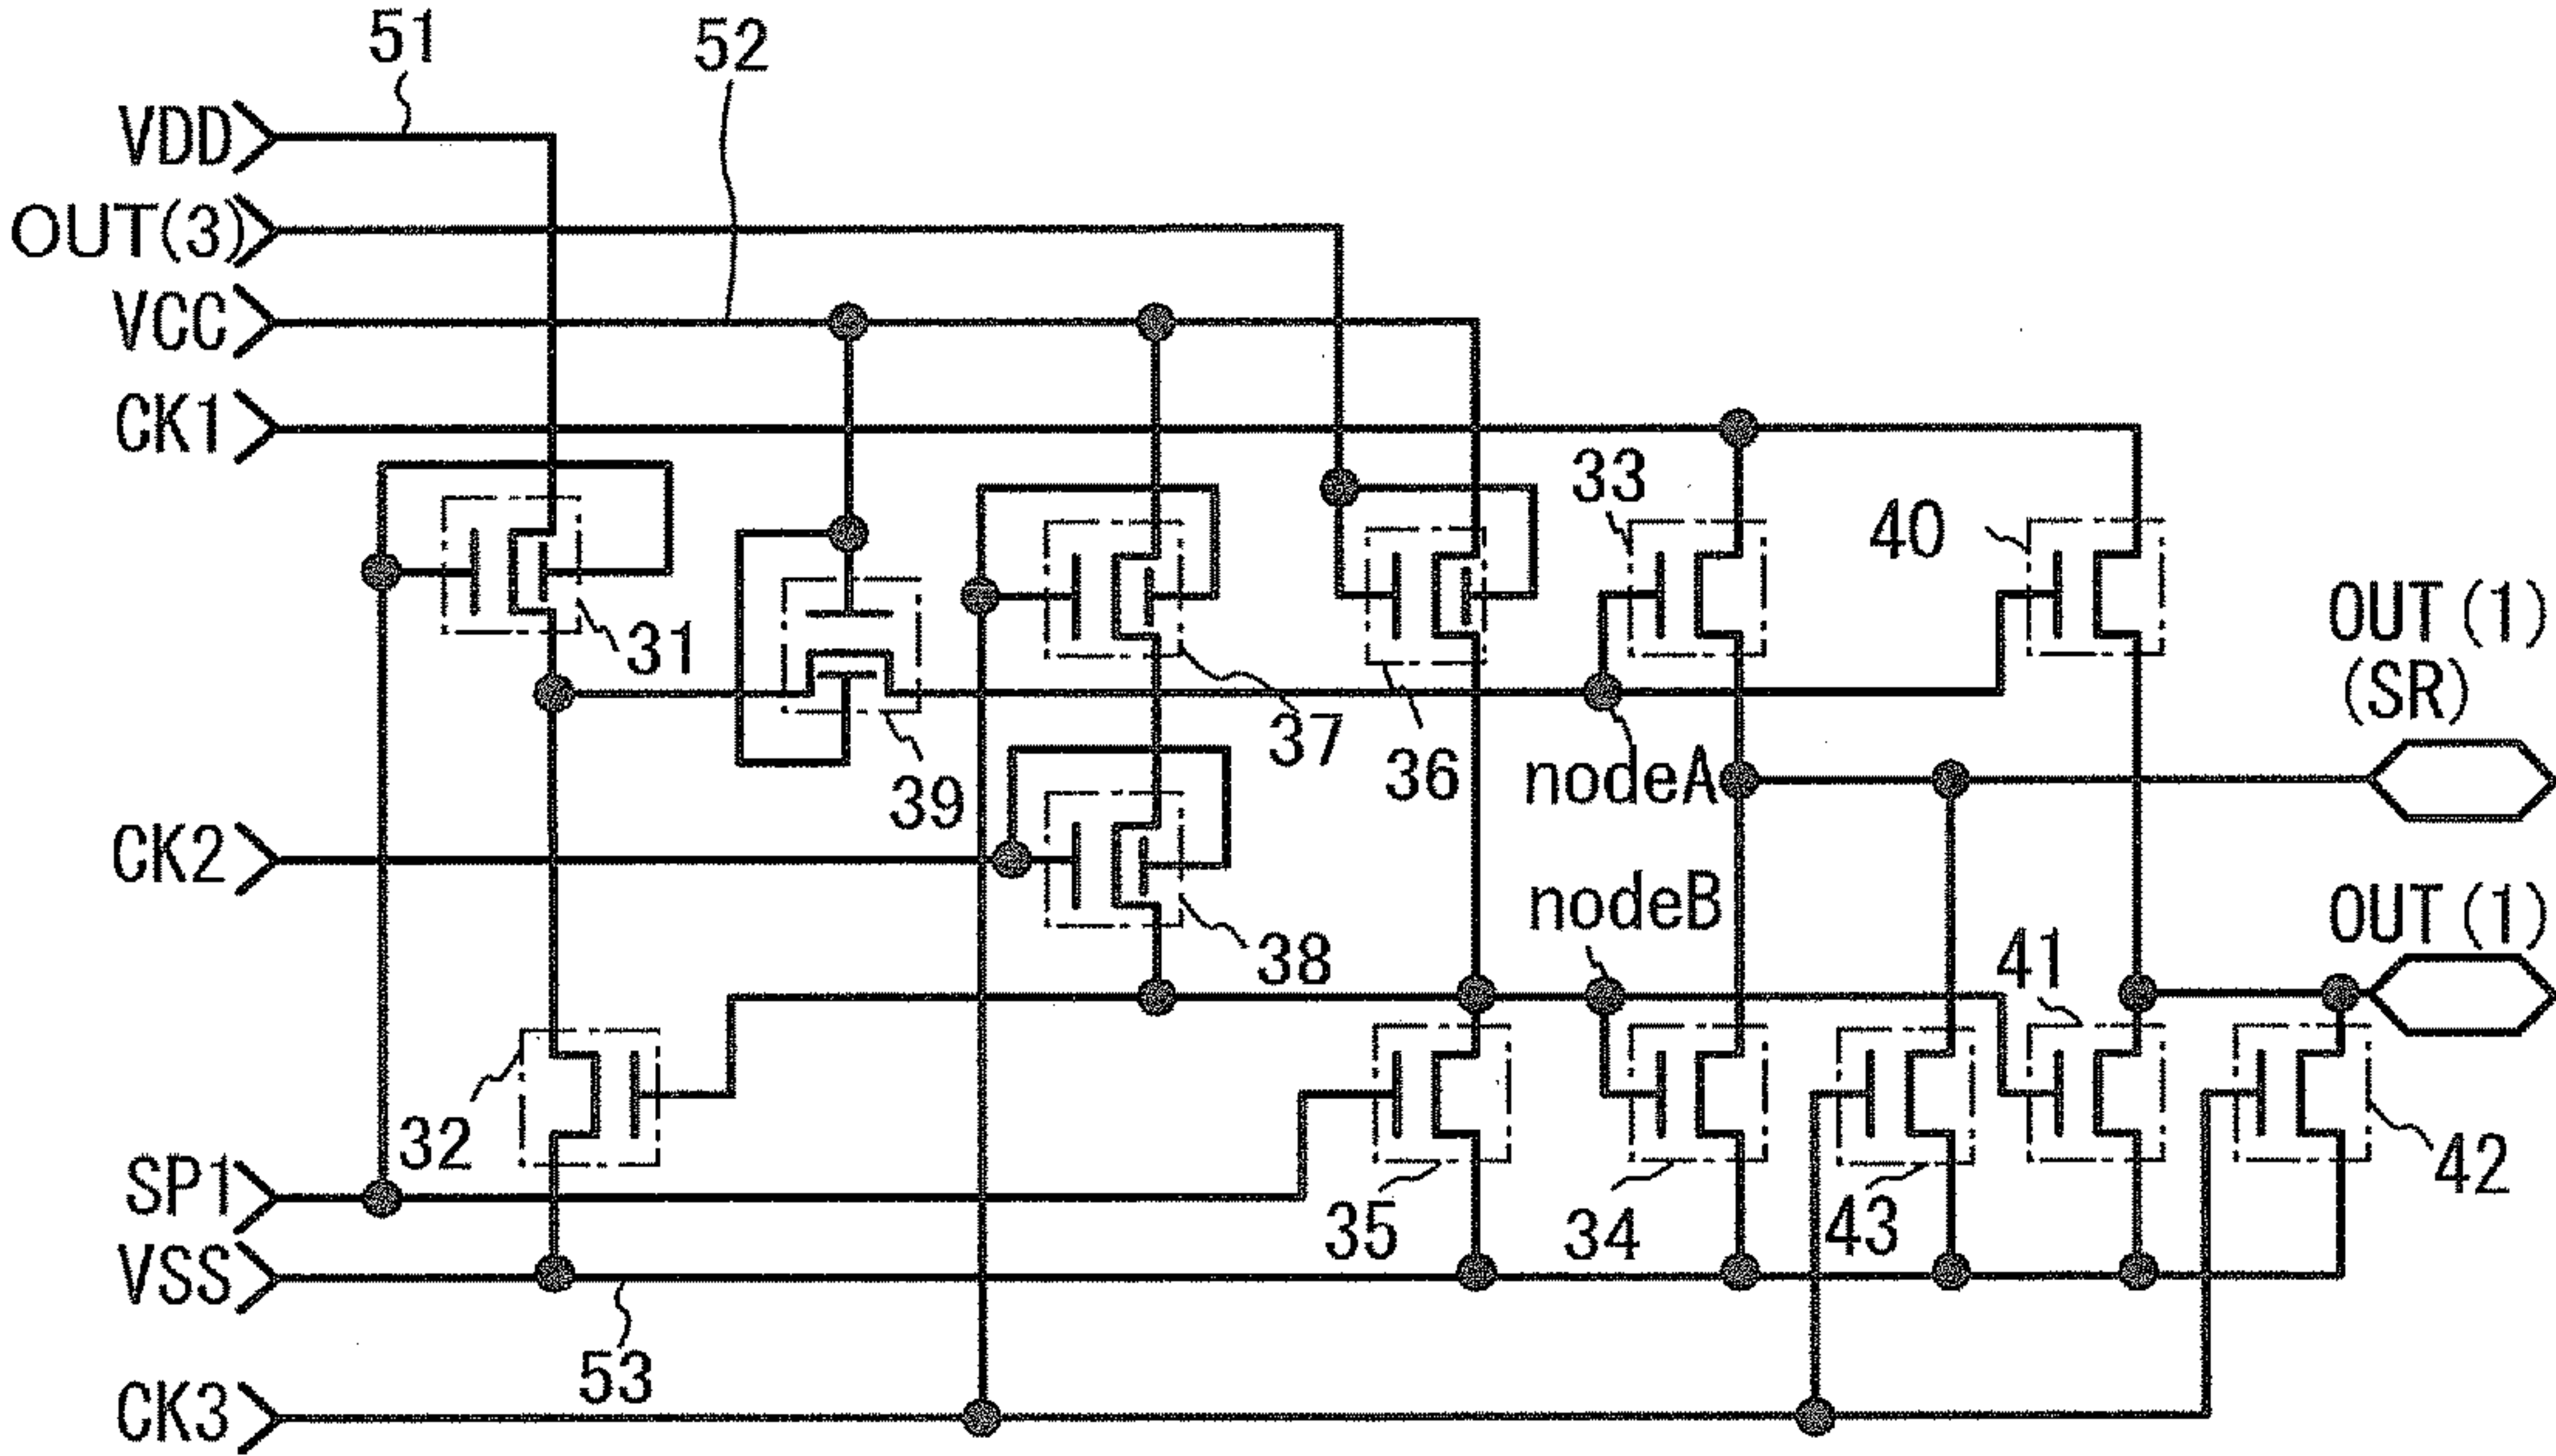 51
52
VDD
OUT(3)
VCC
CK1
33
40
OUT(1)
(SR)
31
37
36
39
nodeA
CK2
nodeB
OUT(1)
38
41
32
SP1
35
34
43
42
VSS
53
CK3